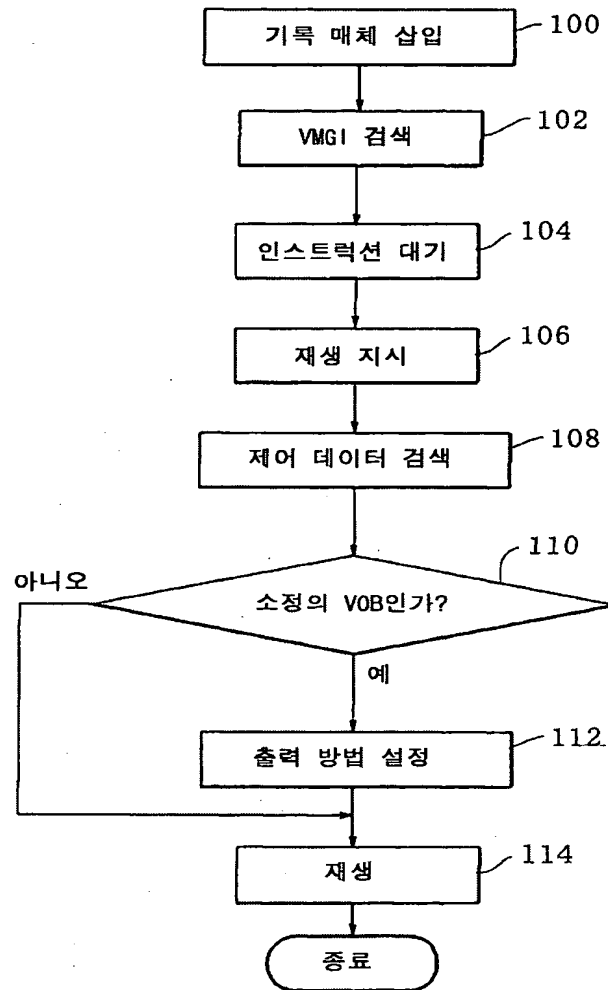 기록 매체 삽입
100
VMGI 검색
102
인스트럭션 대기
104
재생 지시
106
제어 데이터 검색
108
110
아니오
소정의 VOB인가?
예
출력 방법 설정
112
재생
114
종료